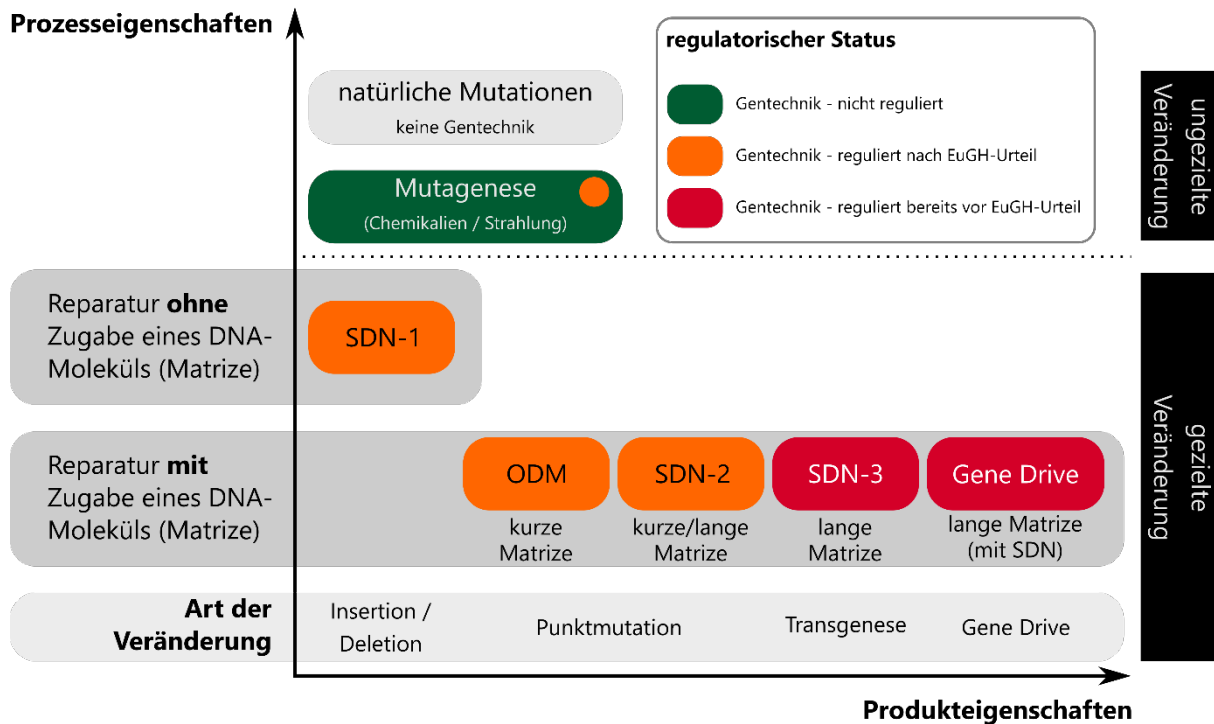 Prozesseigenschaften
natürliche Mutationen
keine Gentechnik
Mutagenese
(Chemikalien / Strahlung)
regulatorischer Status
Gentechnik - nicht reguliert
Gentechnik - reguliert nach EuGH-Urteil
Gentechnik - reguliert bereits vor EuGH-Urteil
ungezielte
Veränderung
Reparatur ohne
Zugabe eines DNA-
Moleküls (Matrize)
SDN-1
Reparatur mit
Zugabe eines DNA-
Moleküls (Matrize)
ODM
kurze
Matrize
SDN-2
kurze/lange
Matrize
SDN-3
lange
Matrize
Gene Drive
lange Matrize
(mit SDN)
gezielte
Veränderung
Art der
Veränderung
Insertion /
Deletion
Punktmutation
Transgenese
Gene Drive
Produkteigenschaften